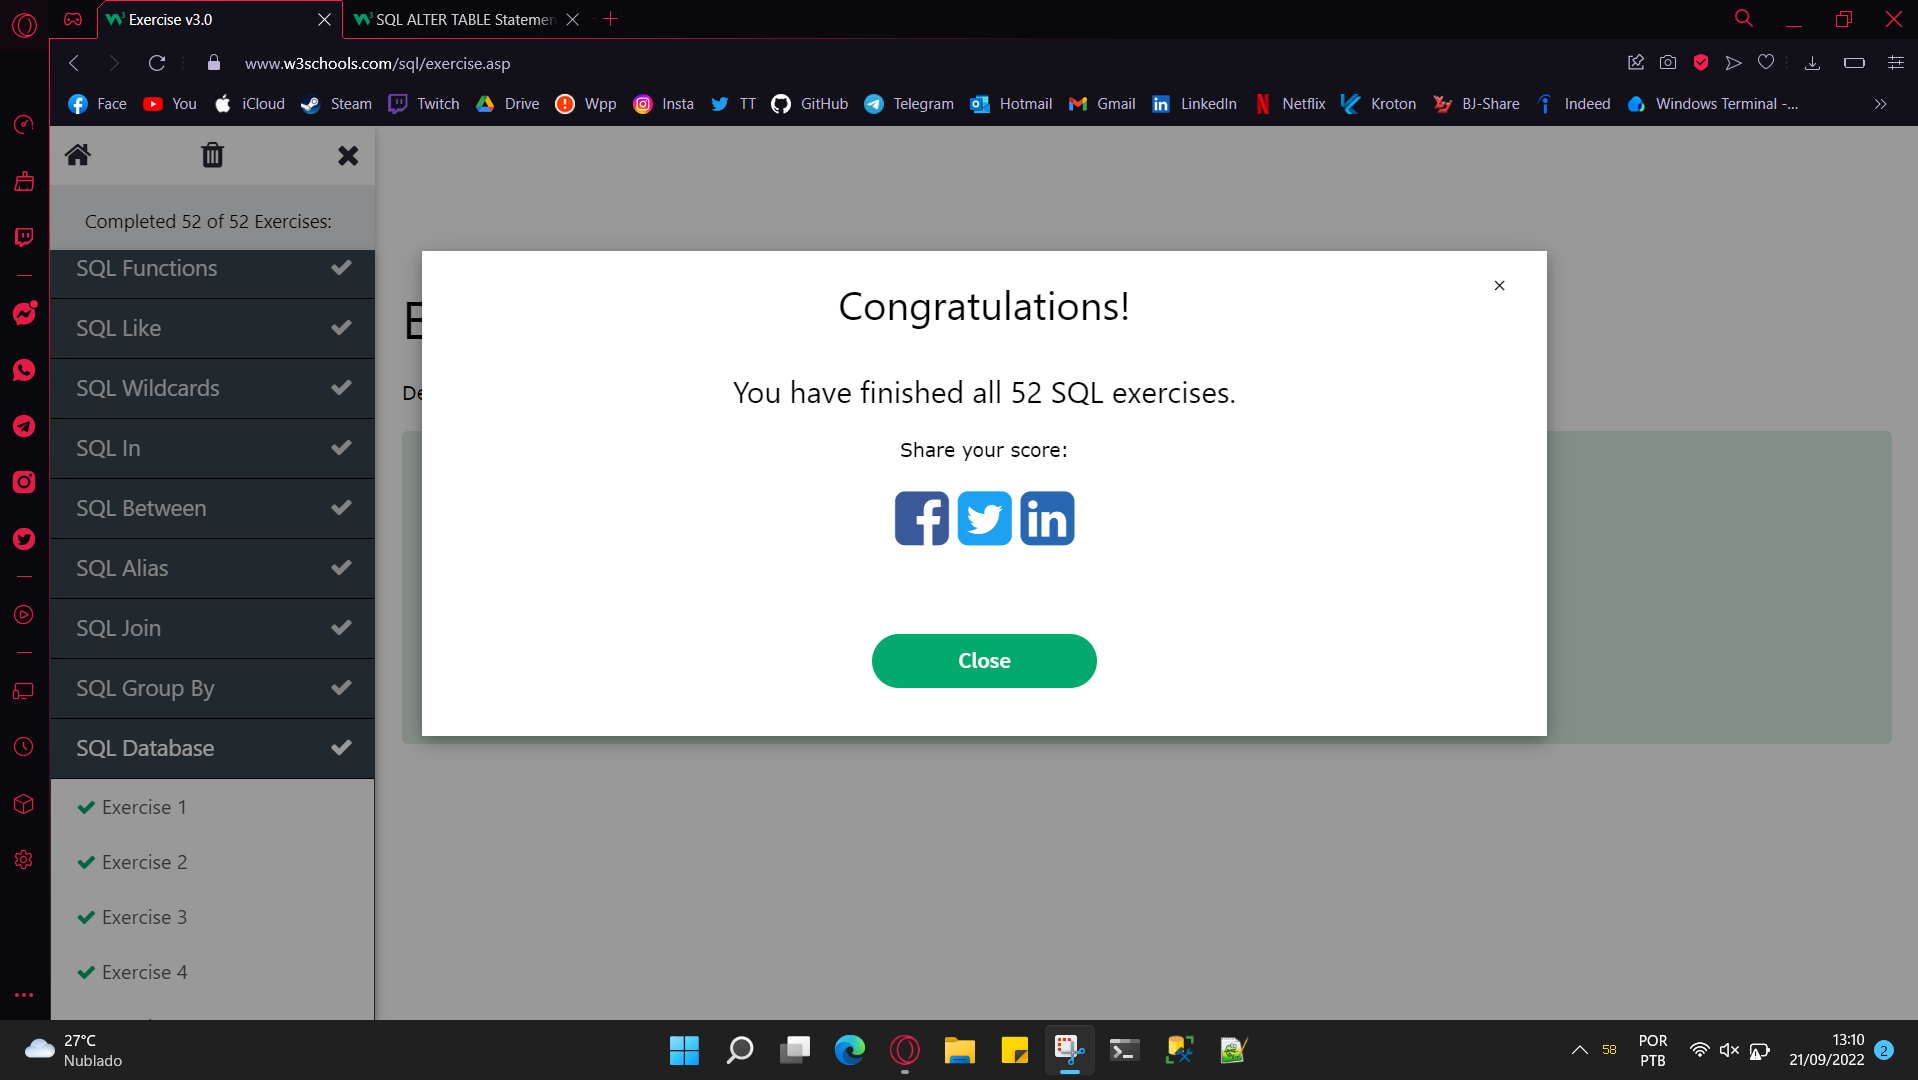 Exercise v3.0
SQL ALTER TABLE Statemen
www.w3schools.com/sql/exercise.asp
Face You iCloud Steam Twitch Drive Wpp Insta TT GitHub Telegram Hotmail Gmail LinkedIn Netflix Kroton BJ-Share Indeed Windows Terminal -...
Completed 52 of 52 Exercises:
SQL Functions
SQL Like
SQL Wildcards
SQL In
SQL Between
SQL Alias
SQL Join
SQL Group By
SQL Database
Exercise 1
Exercise 2
Exercise 3
Exercise 4
E
De
Congratulations!
You have finished all 52 SQL exercises.
Share your score:
Close
27°C
Nublado
58
POR
PTB
13:10
21/09/2022
2